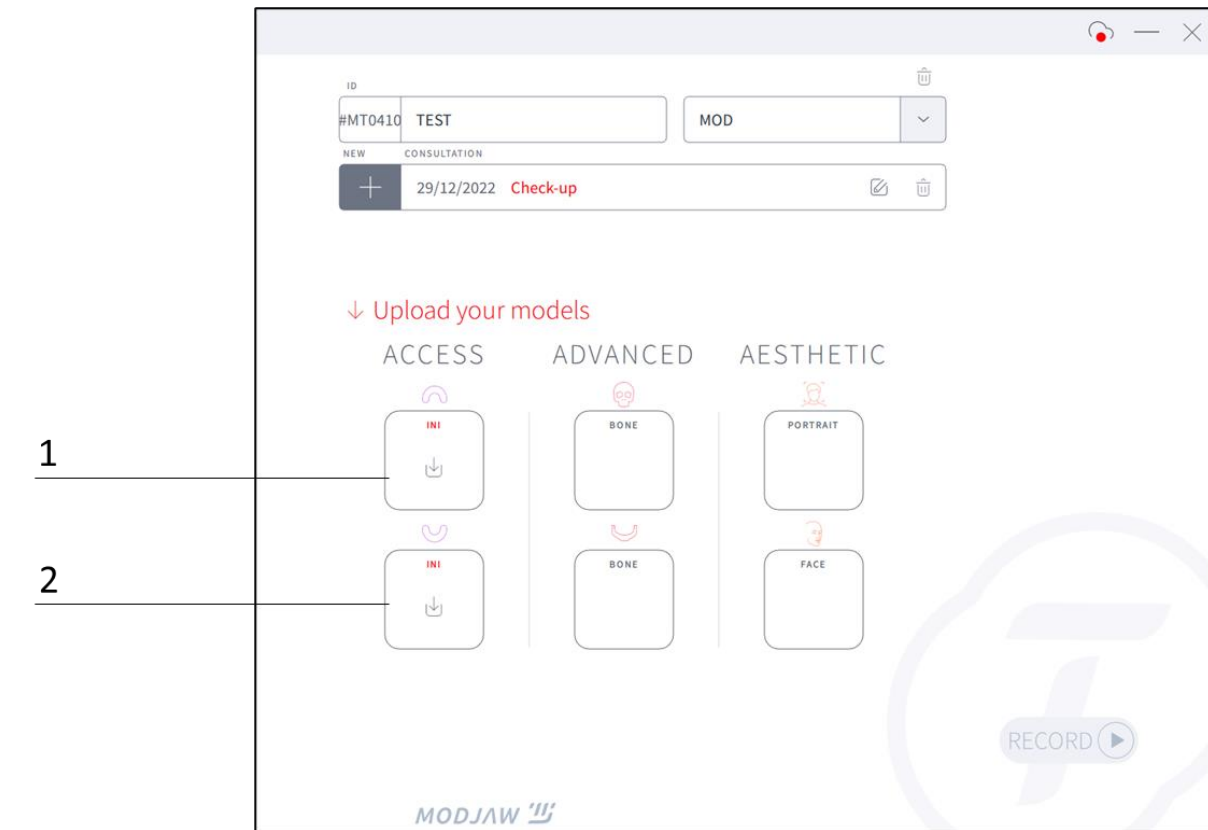 ID
#MT0410 TEST MOD
NEW CONSULTATION
29/12/2022 Check-up
↓ Upload your models
ACCESS ADVANCED AESTHETIC
INI BONE PORTRAIT
1
INI BONE FACE
2
RECORD
MODJAW